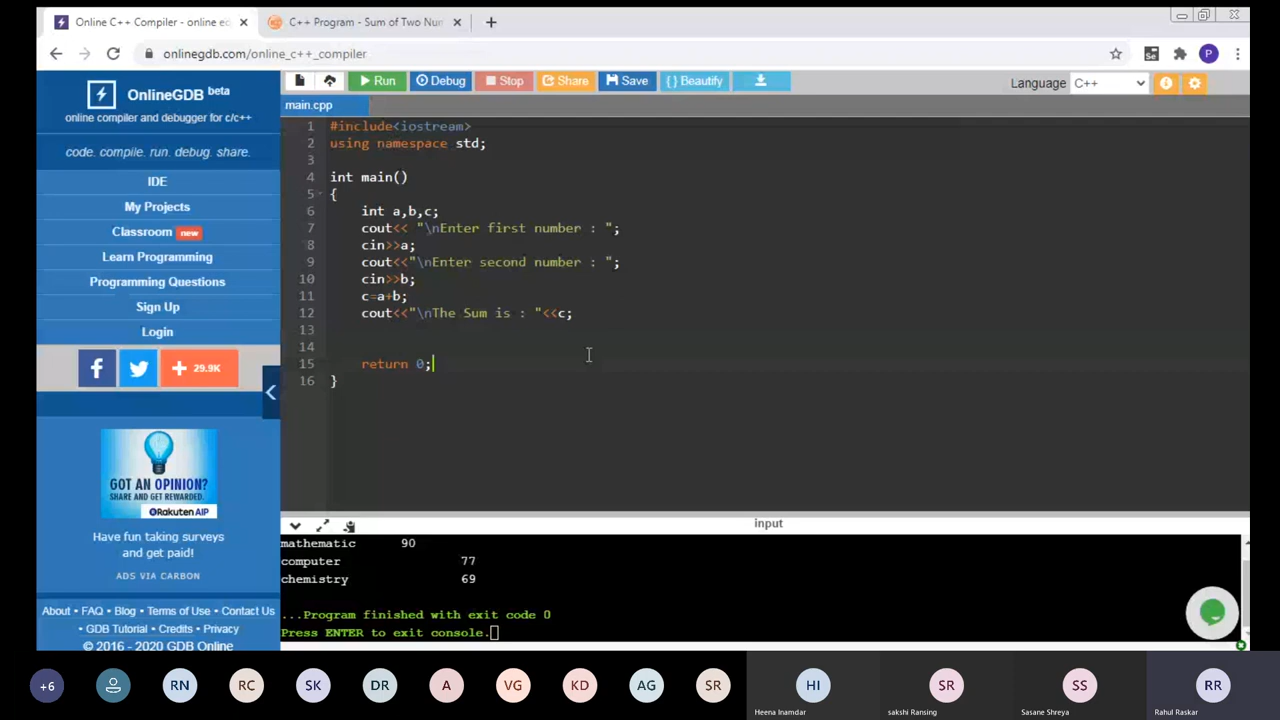 Online C++ Compiler - online ed
C++ Program - Sum of Two Num
onlinegdb.com/online_c++_compiler
Se
P
OnlineGDB beta
online compiler and debugger for c/c++
code. compile. run. debug. share.
IDE
My Projects
Classroom new
Learn Programming
Programming Questions
Sign Up
Login
f
+ 29.9K
GOT AN OPINION?
SHARE AND GET REWARDED.
Rakuten AIP
Have fun taking surveys
and get paid!
ADS VIA CARBON
About • FAQ • Blog • Terms of Use • Contact Us
• GDB Tutorial • Credits • Privacy
© 2016 - 2020 GDB Online
Run Debug Stop Share Save { } Beautify
Language C++
main.cpp
1 #include<iostream>
2 using namespace std;
3
4 int main()
5 {
6 int a,b,c;
7 cout<< "\nEnter first number : ";
8 cin>>a;
9 cout<<"\nEnter second number : ";
10 cin>>b;
11 c=a+b;
12 cout<<"\nThe Sum is : "<<c;
13
14
15 return 0;
16 }
input
mathematic 90
computer 77
chemistry 69
...Program finished with exit code 0
Press ENTER to exit console.
+6 RN RC SK DR A VG KD AG SR HI SR SS RR
Heena Inamdar sakshi Ransing Sasane Shreya Rahul Raskar